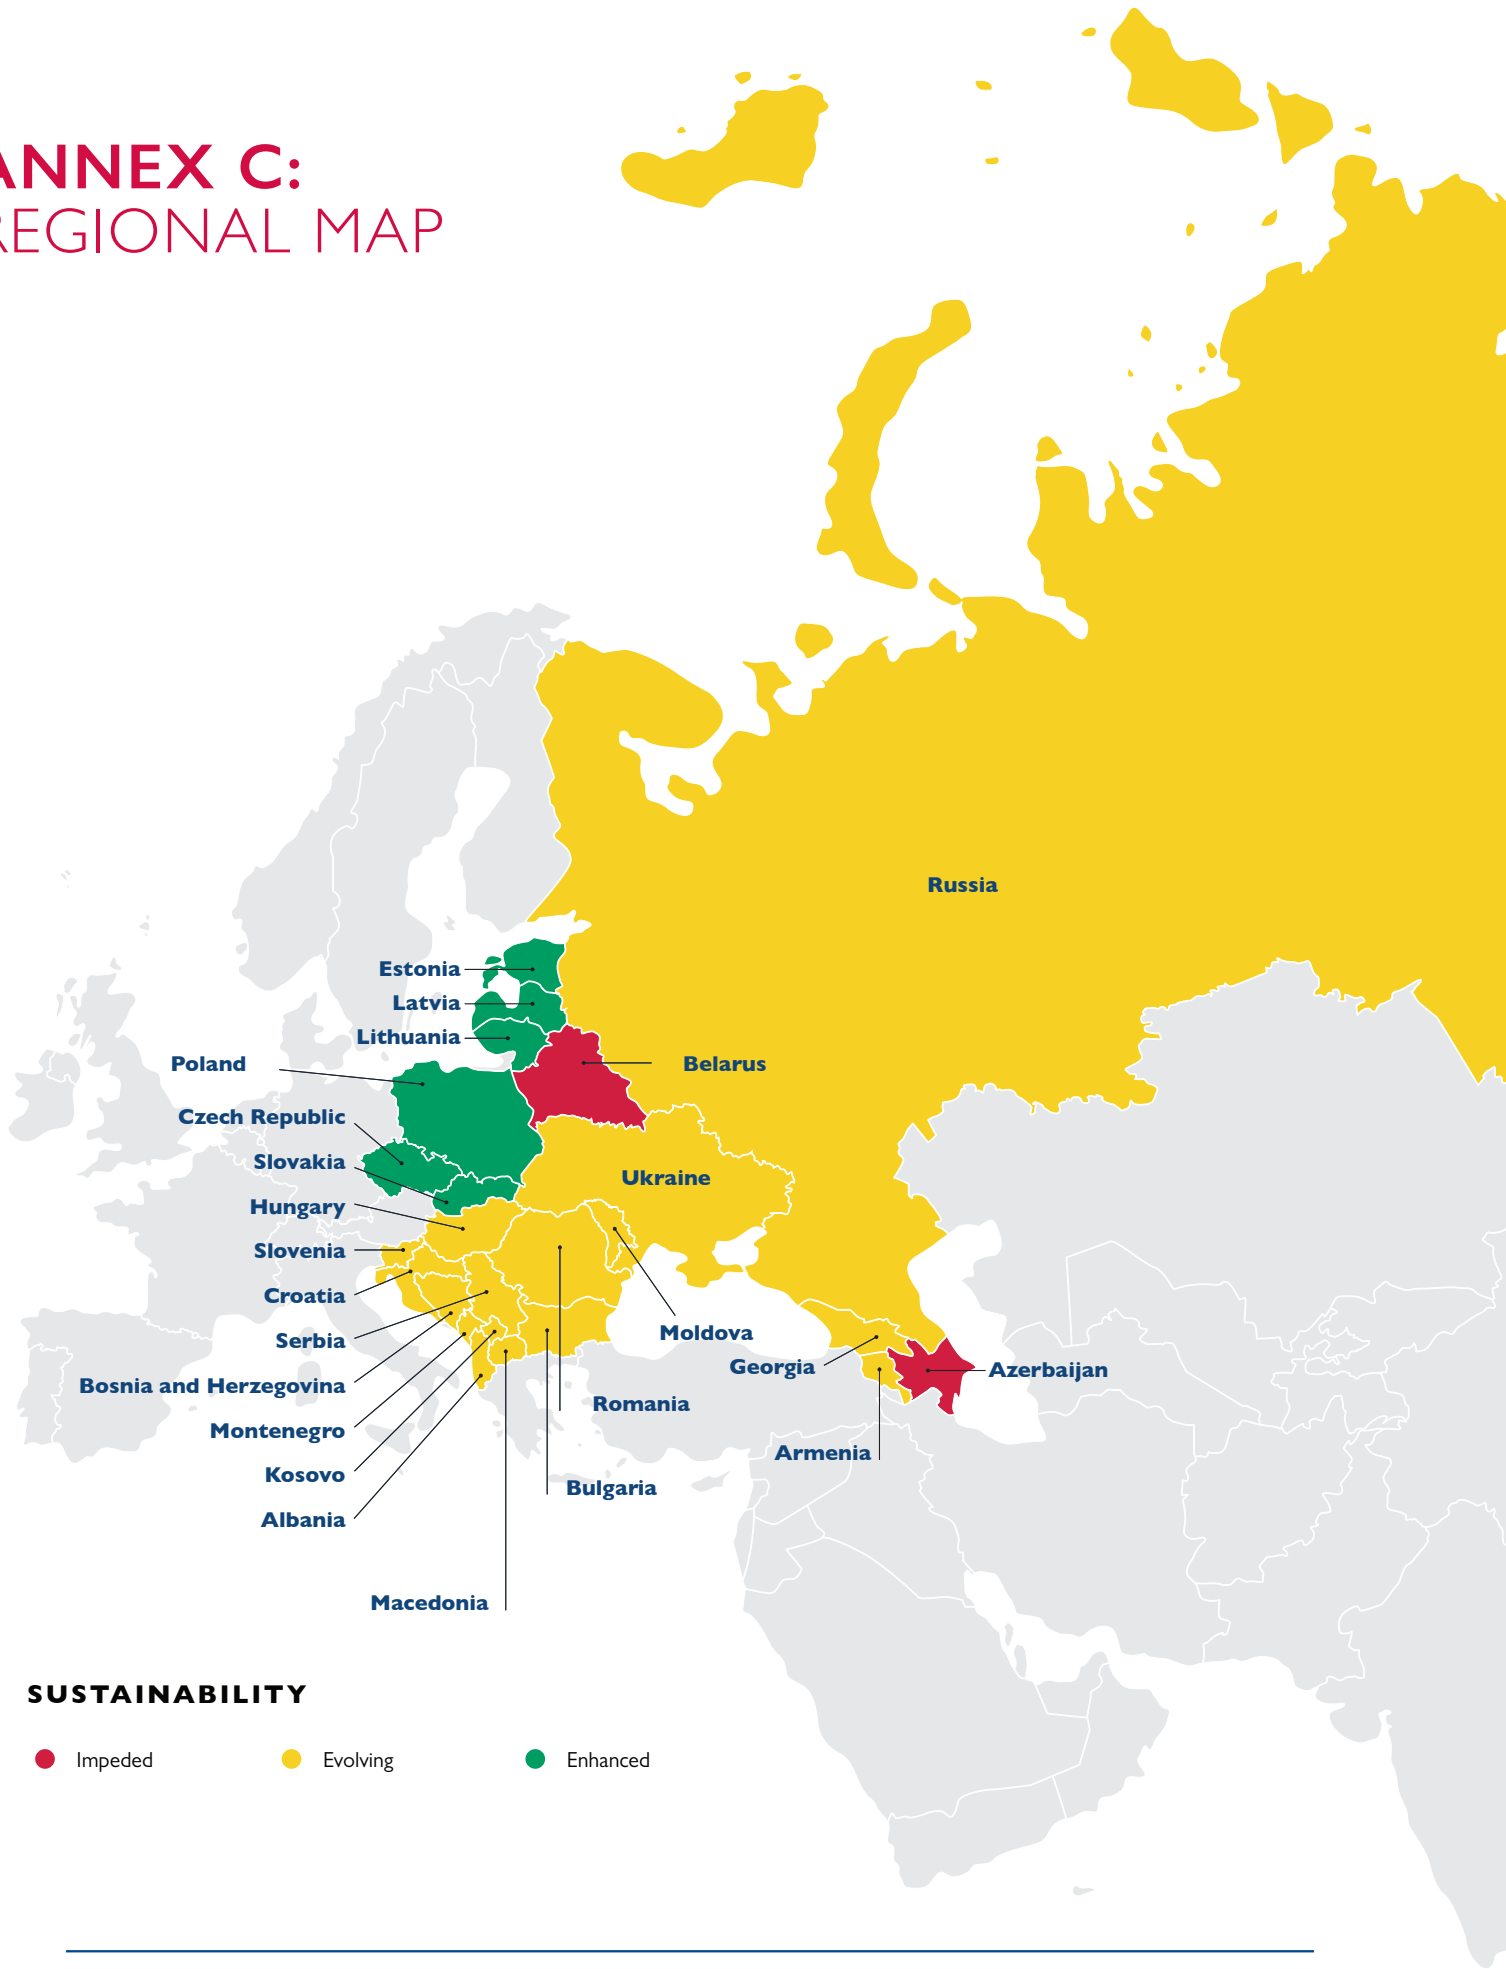 ANNEX C:
REGIONAL MAP
Russia
Estonia
Latvia
Lithuania
Poland
Belarus
Czech Republic
Slovakia
Ukraine
Hungary
Slovenia
Croatia
Serbia
Moldova
Georgia
Azerbaijan
Bosnia and Herzegovina
Romania
Montenegro
Armenia
Kosovo
Bulgaria
Albania
Macedonia
SUSTAINABILITY
Impeded
Evolving
Enhanced